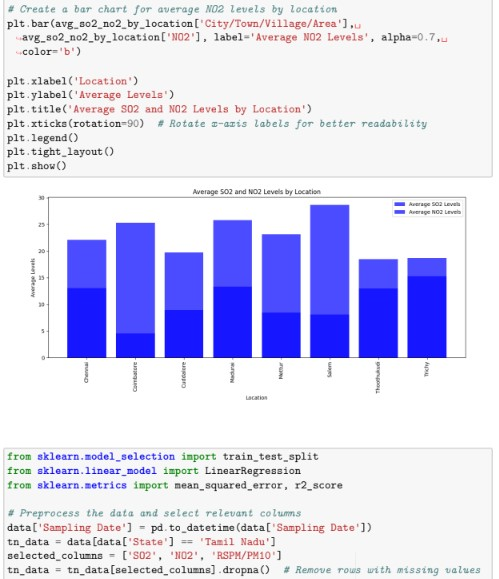 # Create a bar chart for average NO2 levels by location
plt.bar(avg_so2_no2_by_location['City/Town/Village/Area'],␣
↪avg_so2_no2_by_location['NO2'], label='Average NO2 Levels', alpha=0.7,␣
↪color='b')
plt.xlabel('Location')
plt.ylabel('Average Levels')
plt.title('Average SO2 and NO2 Levels by Location')
plt.xticks(rotation=90)  # Rotate x-axis labels for better readability
plt.legend()
plt.tight_layout()
plt.show()
Average SO2 and NO2 Levels by Location
Average SO2 Levels
Average NO2 Levels
30
25
20
15
10
5
0
Average Levels
Chennai
Coimbatore
Cuddalore
Madurai
Mettur
Salem
Thoothukudi
Trichy
Location
from sklearn.model_selection import train_test_split
from sklearn.linear_model import LinearRegression
from sklearn.metrics import mean_squared_error, r2_score
# Preprocess the data and select relevant columns
data['Sampling Date'] = pd.to_datetime(data['Sampling Date'])
tn_data = data[data['State'] == 'Tamil Nadu']
selected_columns = ['SO2', 'NO2', 'RSPM/PM10']
tn_data = tn_data[selected_columns].dropna()  # Remove rows with missing values